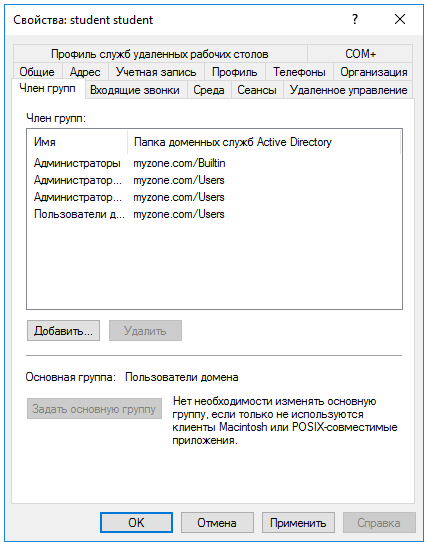 Свойства: student student
Профиль служб удаленных рабочих столов COM+
Общие Адрес Учетная запись Профиль Телефоны Организация
Член групп Входящие звонки Среда Сеансы Удаленное управление
Член групп:
Имя Папка доменных служб Active Directory
Администраторы myzone.com/Builtin
Администратор... myzone.com/Users
Администратор... myzone.com/Users
Пользователи д... myzone.com/Users
Добавить... Удалить
Основная группа: Пользователи домена
Задать основную группу
Нет необходимости изменять основную
группу, если только не используются
клиенты Macintosh или POSIX-совместимые
приложения.
OK Отмена Применить Справка